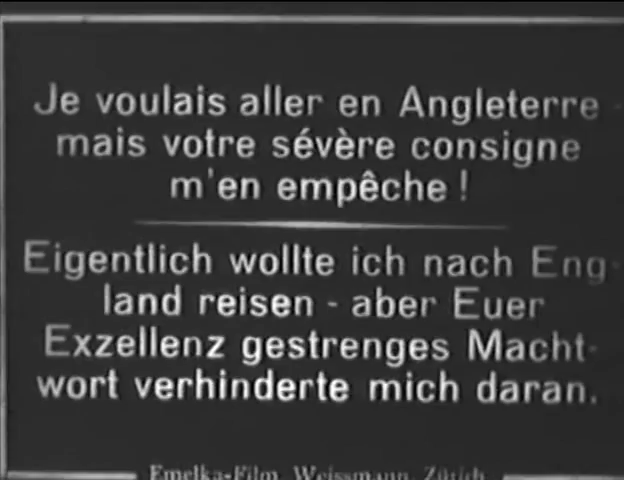 Je voulais aller en Angleterre -
mais votre sévère consigne
m'en empêche !
Eigentlich wollte ich nach Eng-
land reisen - aber Euer
Exzellenz gestrenges Macht-
wort verhinderte mich daran.
Emelka-Film Weissmann Zürich